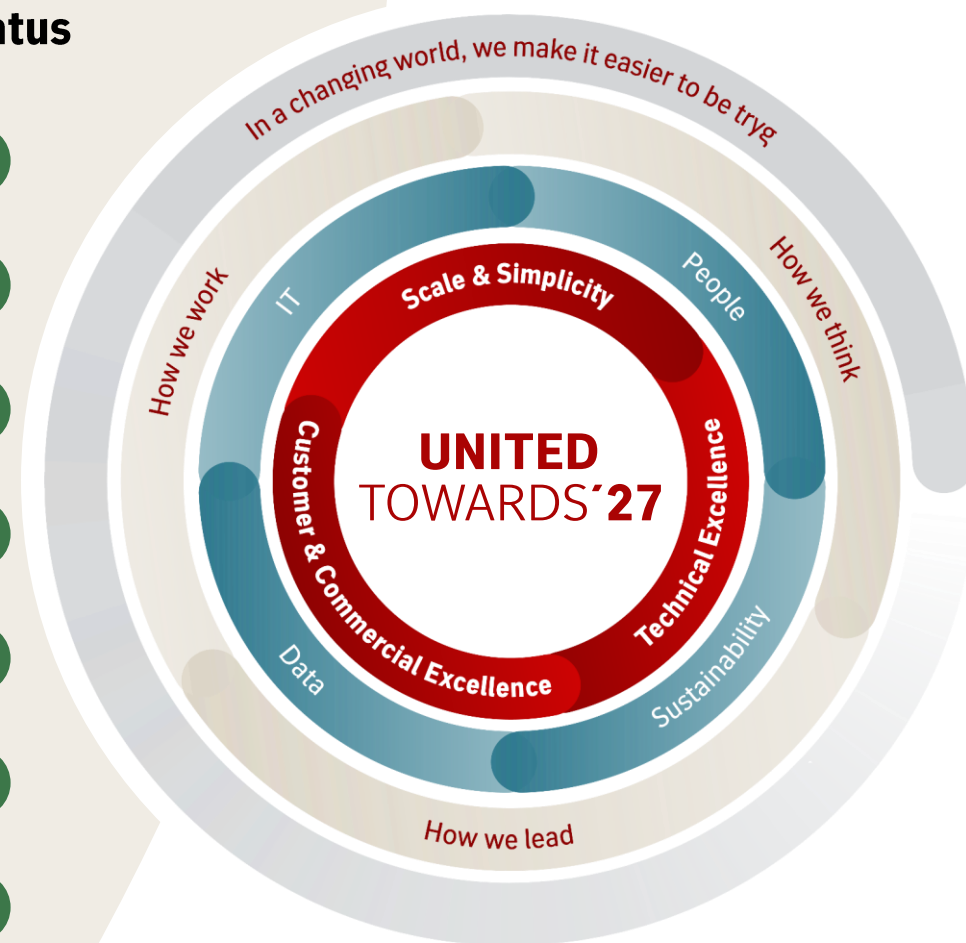 In a changing world, we make it easier to be tryg
How we work
How we think
How we lead
IT
People
Data
Sustainability
Scale & Simplicity
Customer & Commercial Excellence
Technical Excellence
UNITED
TOWARDS´27